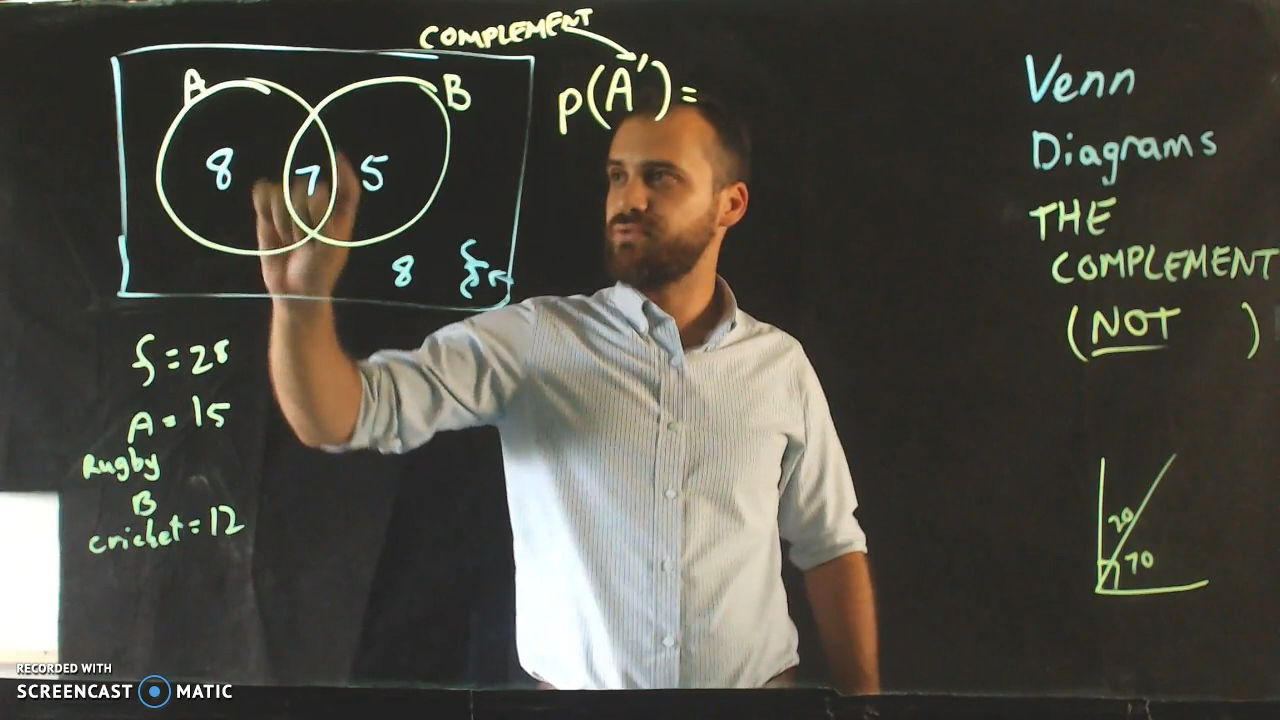 COMPLEMENT
P(A') =
A
B
8
7
5
8
ξ
ξ = 28
A = 15
Rugby
B
cricket = 12
Venn
Diagrams
THE
COMPLEMENT
(NOT )
20
70
RECORDED WITH
SCREENCAST MATIC